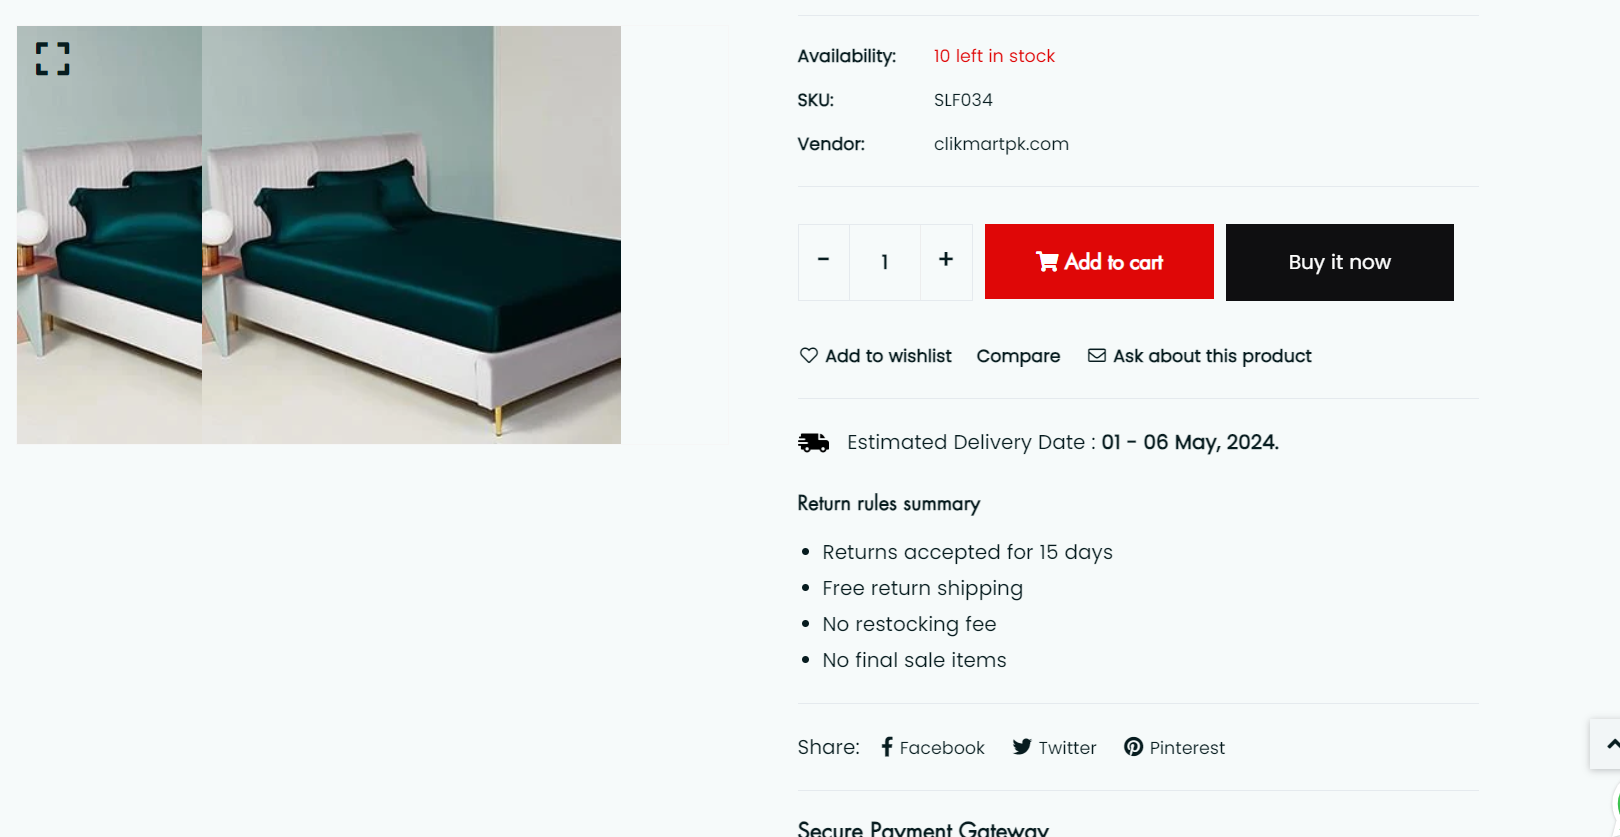 Availability: 10 left in stock
SKU: SLF034
Vendor: clikmartpk.com
- 1 + Add to cart Buy it now
Add to wishlist Compare Ask about this product
Estimated Delivery Date : 01 - 06 May, 2024.
Return rules summary
• Returns accepted for 15 days
• Free return shipping
• No restocking fee
• No final sale items
Share: Facebook Twitter Pinterest
Secure Payment Gateway